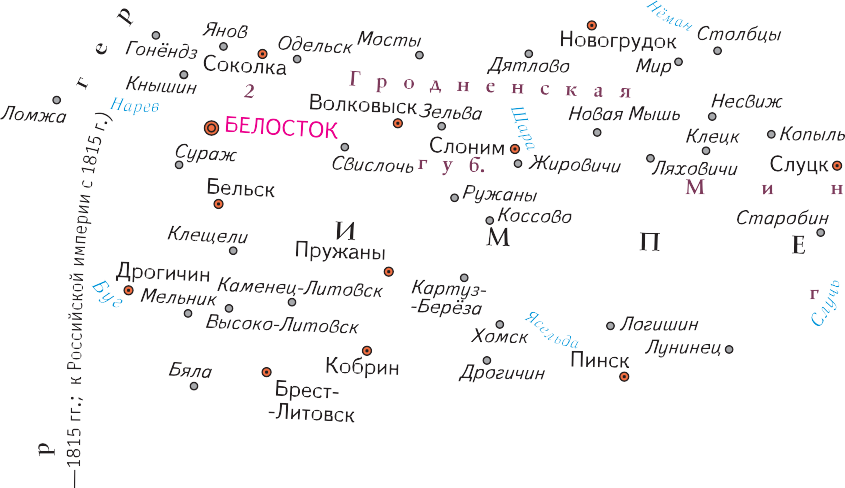 Нёман
Столбцы
Гонёндз
Янов
Соколка
Одельск
Мосты
Дятлово
Новогрудок
Мир
г е р
Кнышин
2
Гродненская
Ломжа
Нарев
БЕЛОСТОК
Волковыск
Зельва
Слоним
Шара
Новая Мышь
Несвиж
Клецк
Копыль
Слуцк
Сураж
Свислочь
губ.
Жировичи
Ляховичи
Мин
Бельск
Ружаны
Коссово
Старобин
Клещели
И М П Е
Пружаны
Дрогичин
Буг
Мельник
Каменец-Литовск
Высоко-Литовск
Картуз-
-Берёза
г
Случь
Хомск
Ясельда
Логишин
Лунинец
Бяла
Брест-
-Литовск
Кобрин
Дрогичин
Пинск
р
—1815 гг.; к Российской империи с 1815 г.)